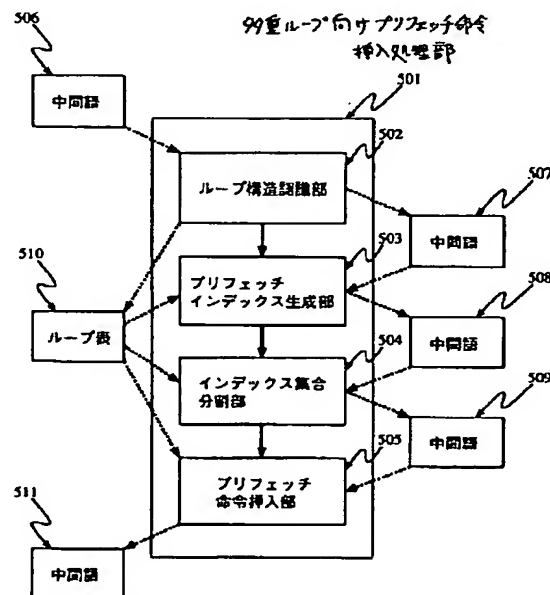 506
99重ループ向けプリフェッチ命令
挿入処理部
501
中間語
502
ループ構造認識部
507
中間語
503
510
プリフェッチ
インデックス生成部
508
ループ表
中間語
504
インデックス集合
分割部
509
中間語
505
プリフェッチ
命令挿入部
511
中間語